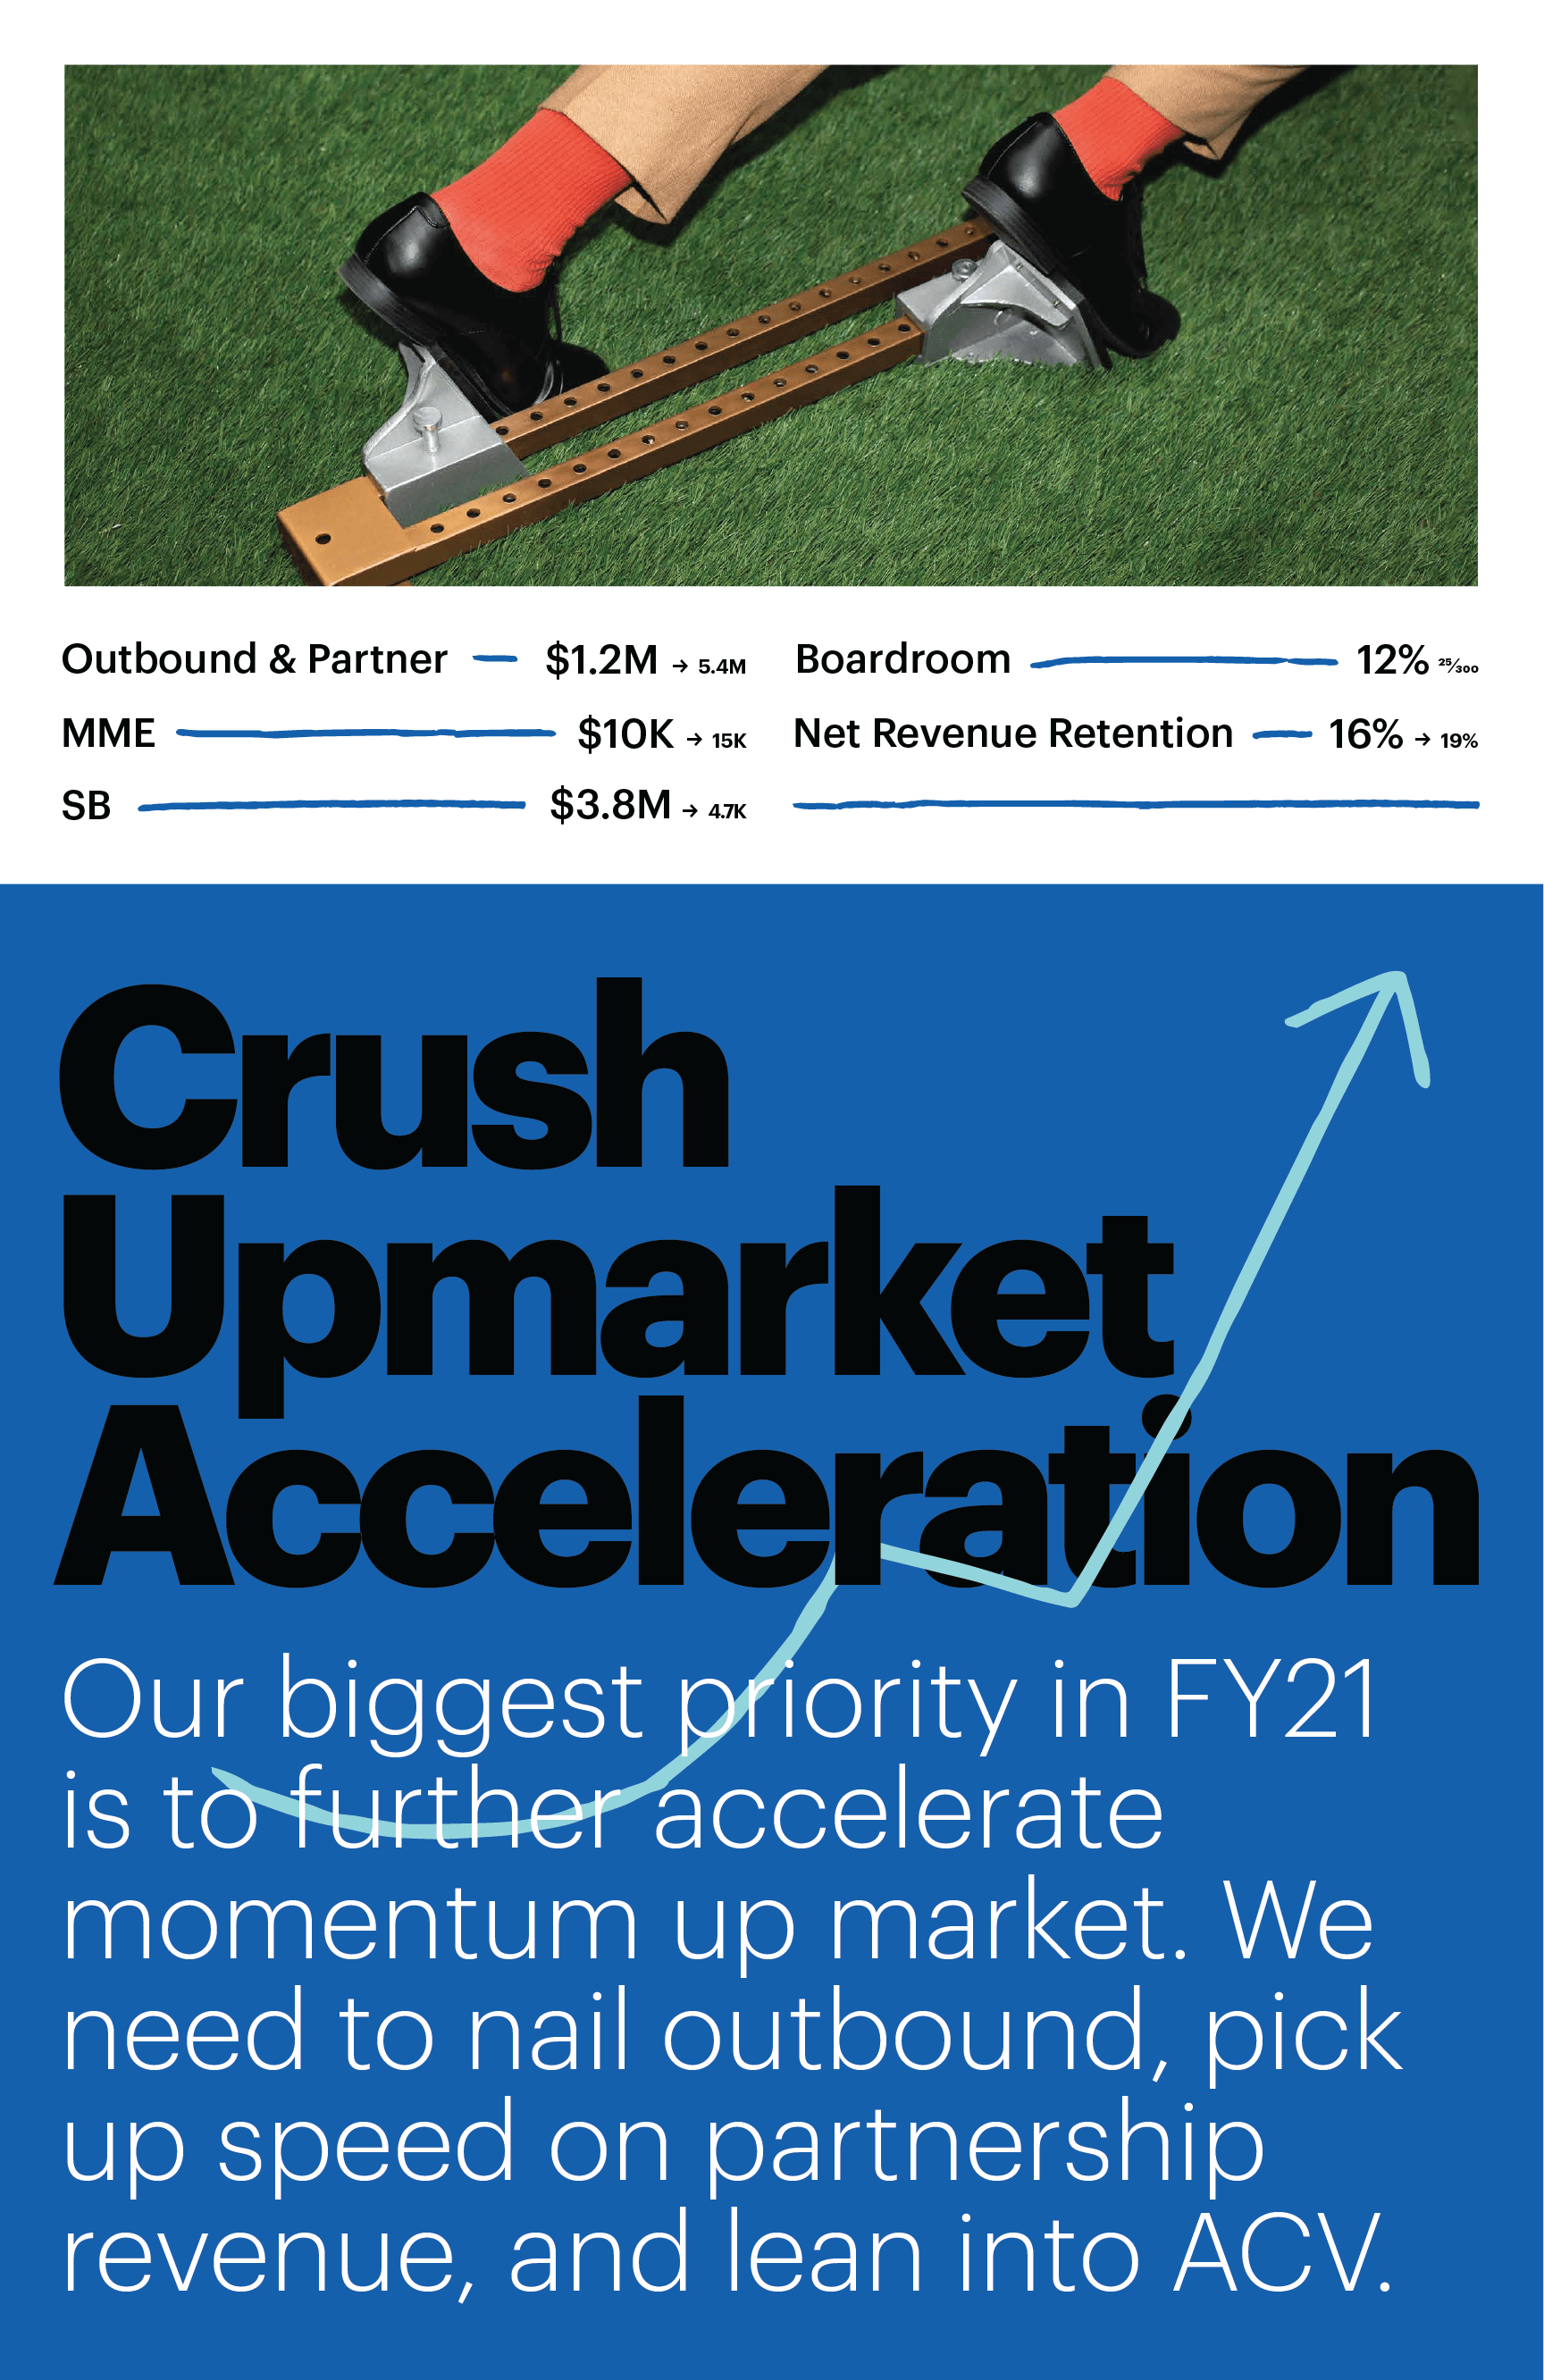 Outbound & Partner $1.2M → 5.4M
MME $10K → 15K
SB $3.8M → 4.7K
Boardroom 12% 25/300
Net Revenue Retention 16% → 19%
Crush
Upmarket
Acceleration
Our biggest priority in FY21
is to further accelerate
momentum up market. We
need to nail outbound, pick
up speed on partnership
revenue, and lean into ACV.